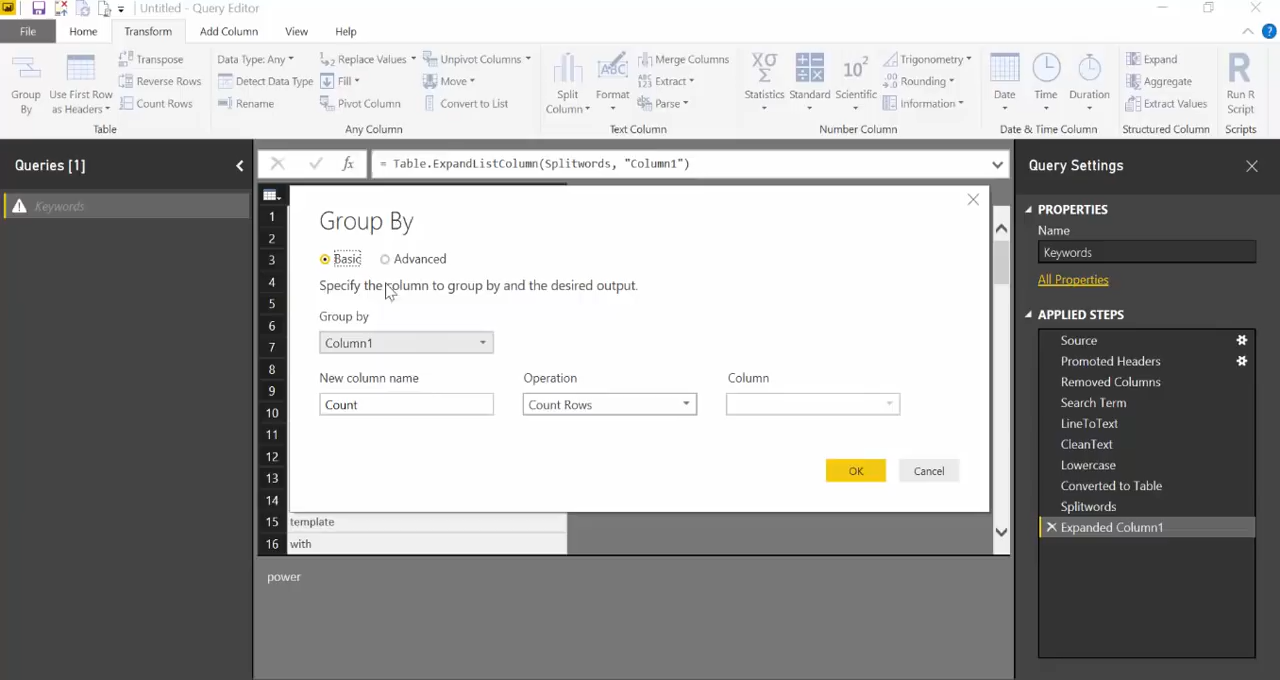 Untitled - Query Editor
File Home Transform Add Column View Help
Group By
Use First Row as Headers
Transpose
Reverse Rows
Count Rows
Table
Data Type: Any
Detect Data Type
Rename
Replace Values
Fill
Pivot Column
Unpivot Columns
Move
Convert to List
Any Column
Split Column
ABC
Format
Merge Columns
Extract
Parse
Text Column
Statistics
Standard
10²
Scientific
Trigonometry
Rounding
Information
Number Column
Date
Time
Duration
Date & Time Column
Expand
Aggregate
Extract Values
Structured Column
R
Run R Script
Scripts
Queries [1]
Keywords
fx = Table.ExpandListColumn(Splitwords, "Column1")
1
2
3
4
5
6
7
8
9
10
11
12
13
14
15 template
16 with
power
Group By
Basic Advanced
Specify the column to group by and the desired output.
Group by
Column1
New column name Operation Column
Count Count Rows
OK Cancel
Query Settings
PROPERTIES
Name
Keywords
All Properties
APPLIED STEPS
Source
Promoted Headers
Removed Columns
Search Term
LineToText
CleanText
Lowercase
Converted to Table
Splitwords
Expanded Column1